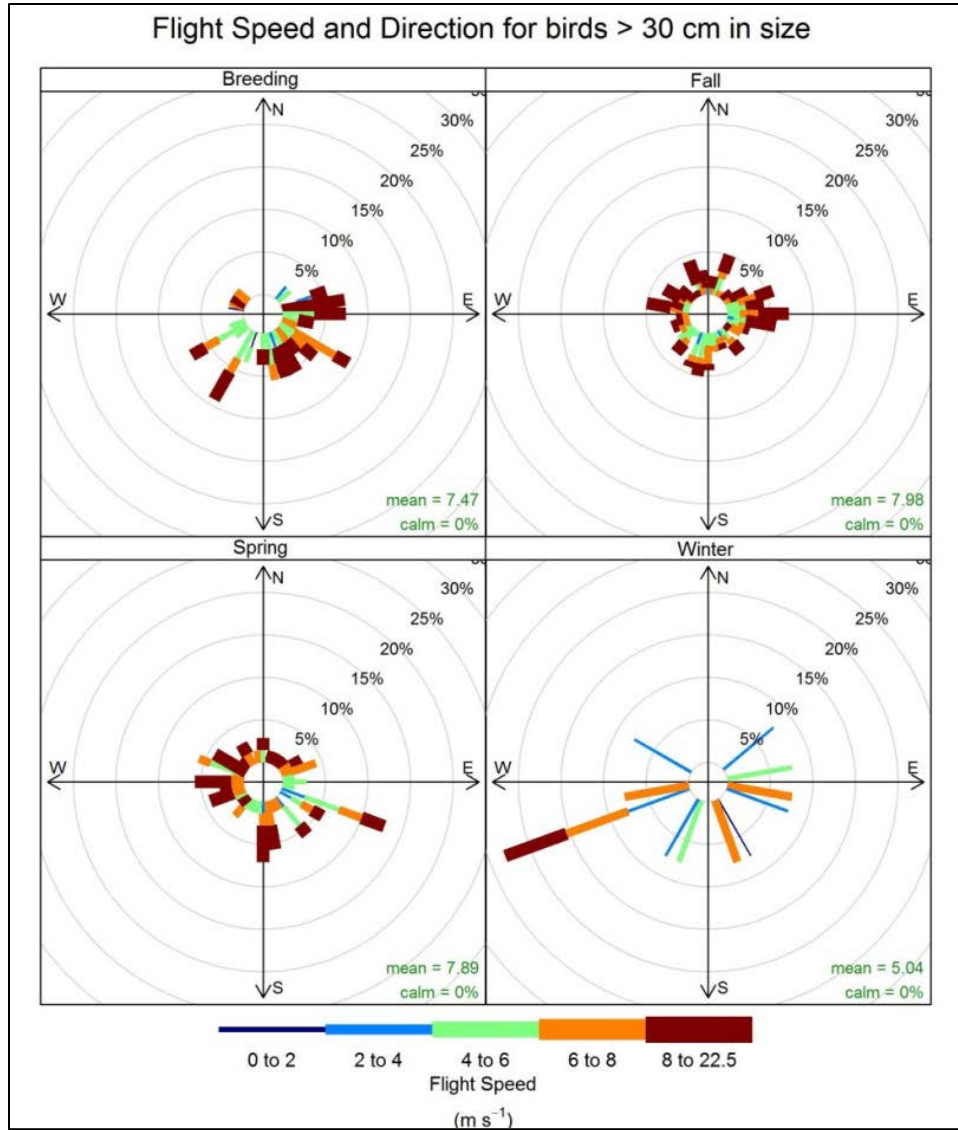 Flight Speed and Direction for birds > 30 cm in size
Breeding
N
30%
25%
20%
15%
10%
5%
W
E
S
mean = 7.47
calm = 0%
Fall
N
30%
25%
20%
15%
10%
5%
W
E
S
mean = 7.98
calm = 0%
Spring
N
30%
25%
20%
15%
10%
5%
W
E
S
mean = 7.89
calm = 0%
Winter
N
30%
25%
20%
15%
10%
5%
W
E
S
mean = 5.04
calm = 0%
0 to 2 2 to 4 4 to 6 6 to 8 8 to 22.5
Flight Speed
(m s⁻¹)